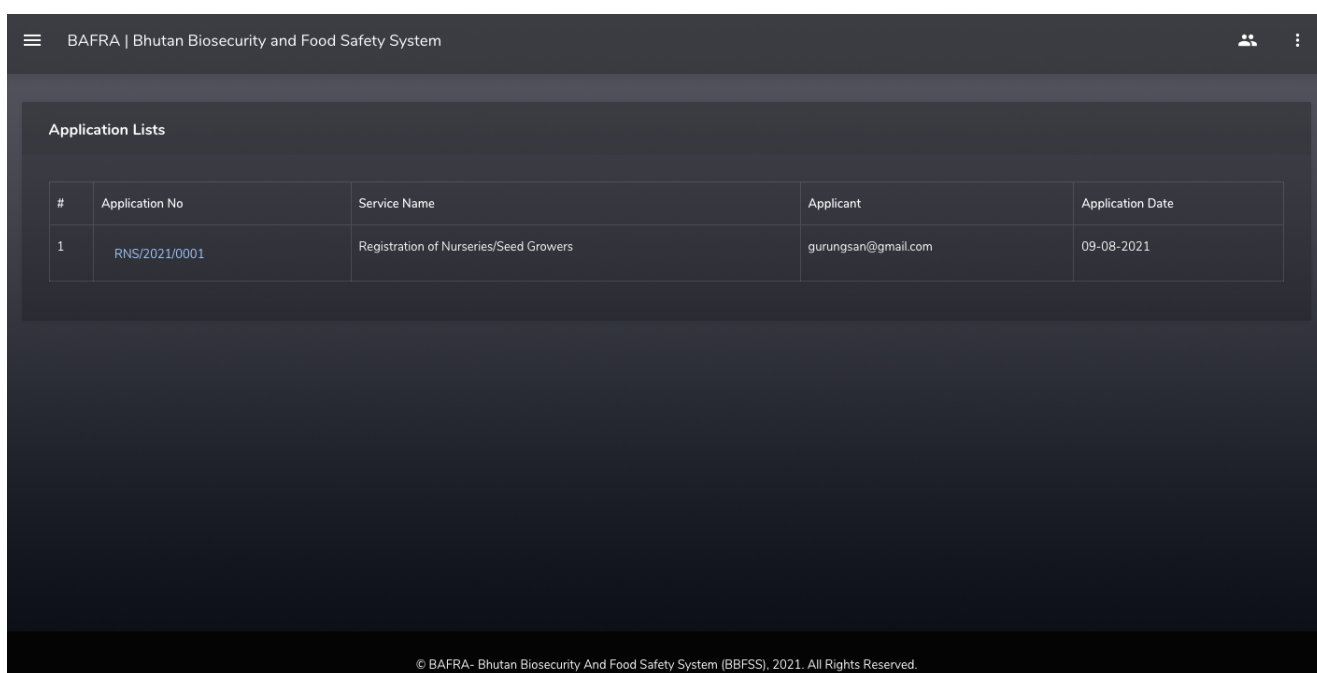 BAFRA | Bhutan Biosecurity and Food Safety System
Application Lists
# Application No Service Name Applicant Application Date
1 RNS/2021/0001 Registration of Nurseries/Seed Growers gurungsan@gmail.com 09-08-2021
© BAFRA- Bhutan Biosecurity And Food Safety System (BBFSS), 2021. All Rights Reserved.